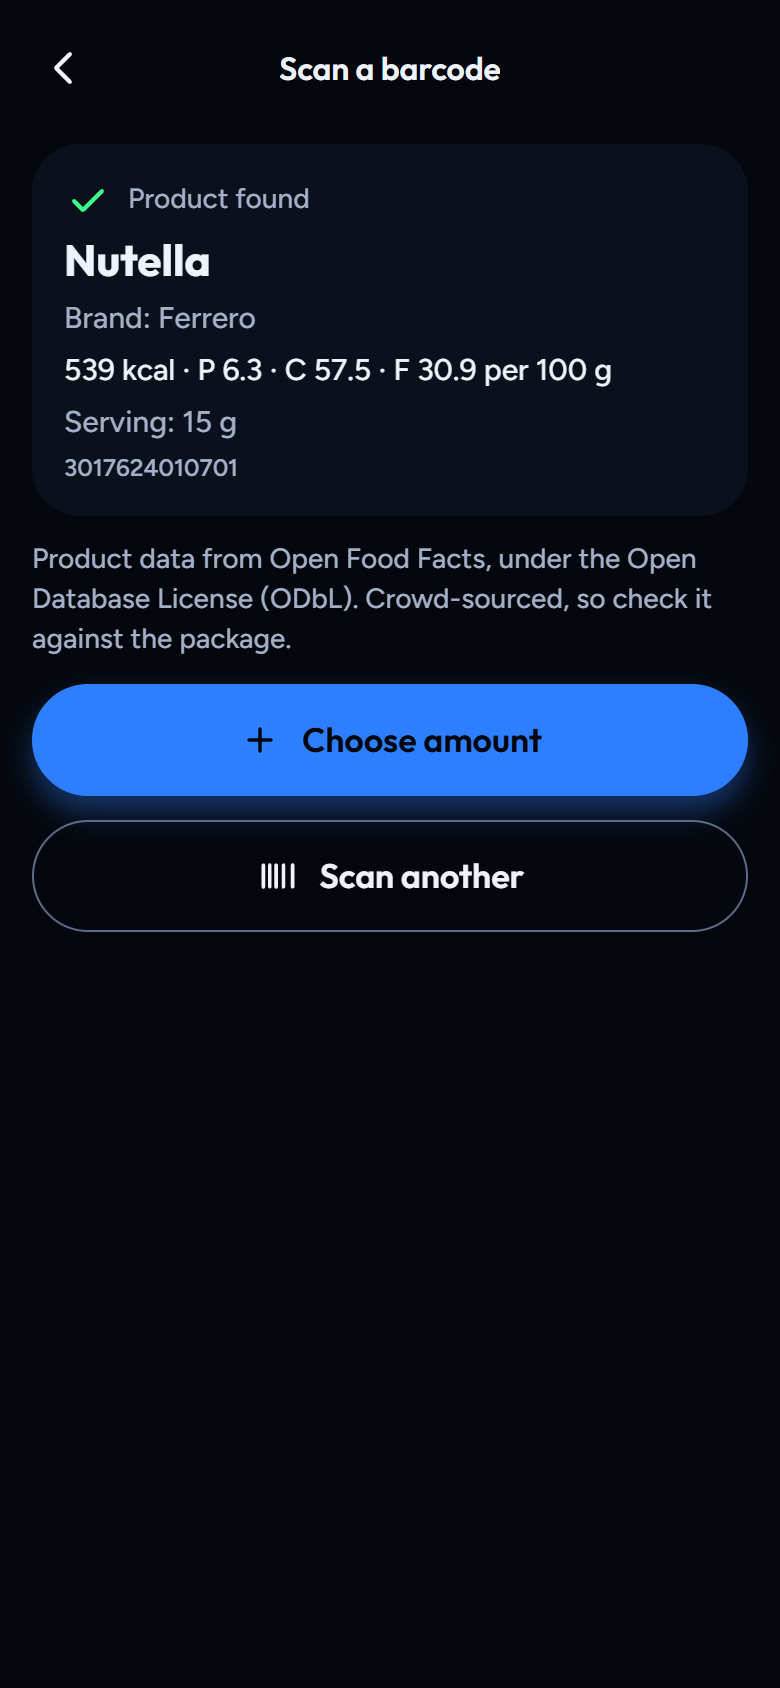 Scan a barcode
Product found
Nutella
Brand: Ferrero
539 kcal · P 6.3 · C 57.5 · F 30.9 per 100 g
Serving: 15 g
3017624010701
Product data from Open Food Facts, under the Open
Database License (ODbL). Crowd-sourced, so check it
against the package.
Choose amount
Scan another